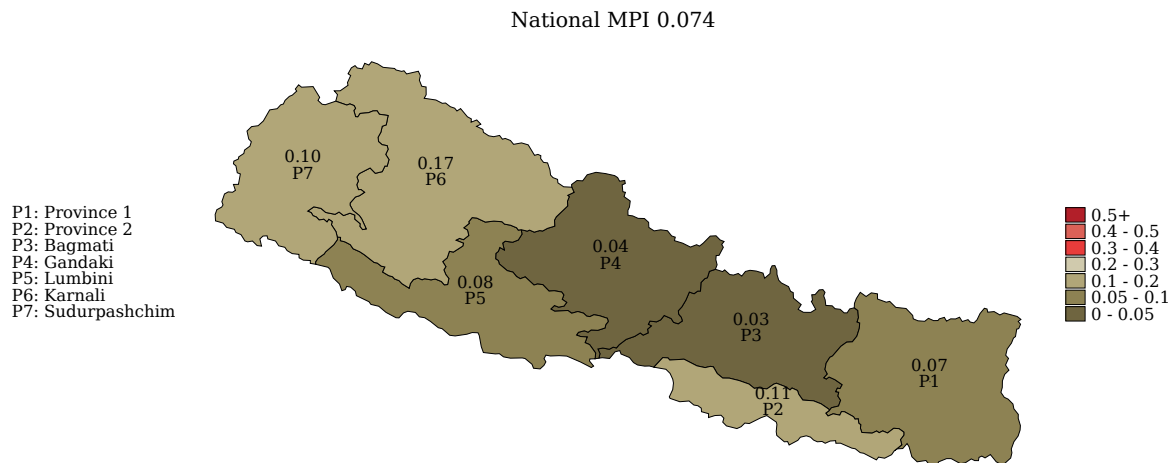 National MPI 0.074
0.10
P7
0.17
P6
0.04
P4
0.08
P5
0.03
P3
0.07
P1
0.11
P2
P1: Province 1
P2: Province 2
P3: Bagmati
P4: Gandaki
P5: Lumbini
P6: Karnali
P7: Sudurpashchim
0.5+
0.4 - 0.5
0.3 - 0.4
0.2 - 0.3
0.1 - 0.2
0.05 - 0.1
0 - 0.05